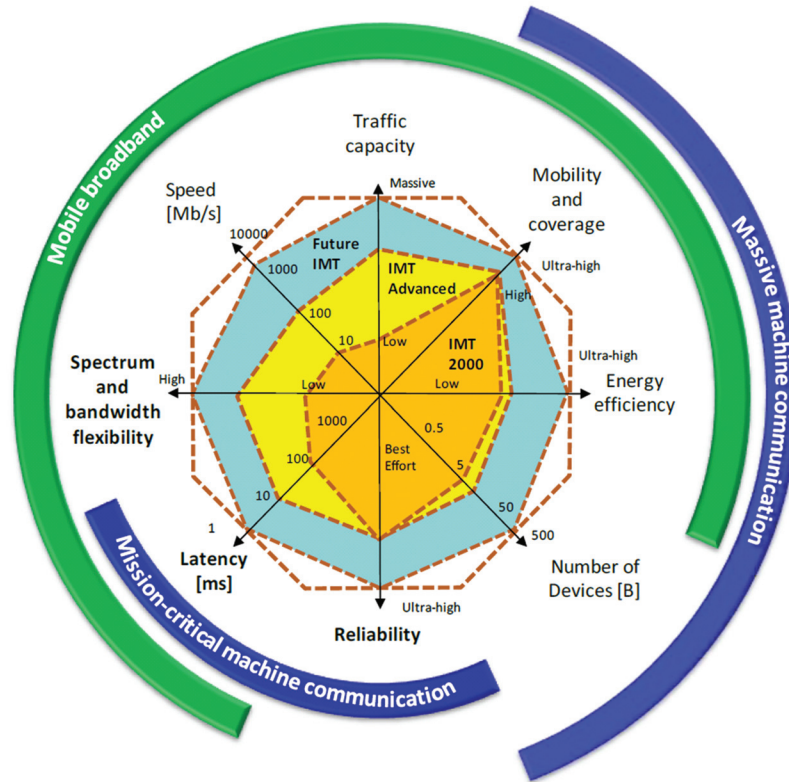 Mobile broadband
Massive machine communication
Mission-critical machine communication
Traffic
capacity
Massive
Speed
[Mb/s]
Mobility and
coverage
10000
1000
100
10
Future
IMT
IMT
Advanced
Ultra-high
High
Low
IMT
2000
Ultra-high
Spectrum
and
bandwidth
flexibility
High
Low
Low
Energy
efficiency
1000
100
10
1
0.5
5
50
500
Best
Effort
Latency
[ms]
Ultra-high
Reliability
Number of
Devices [B]